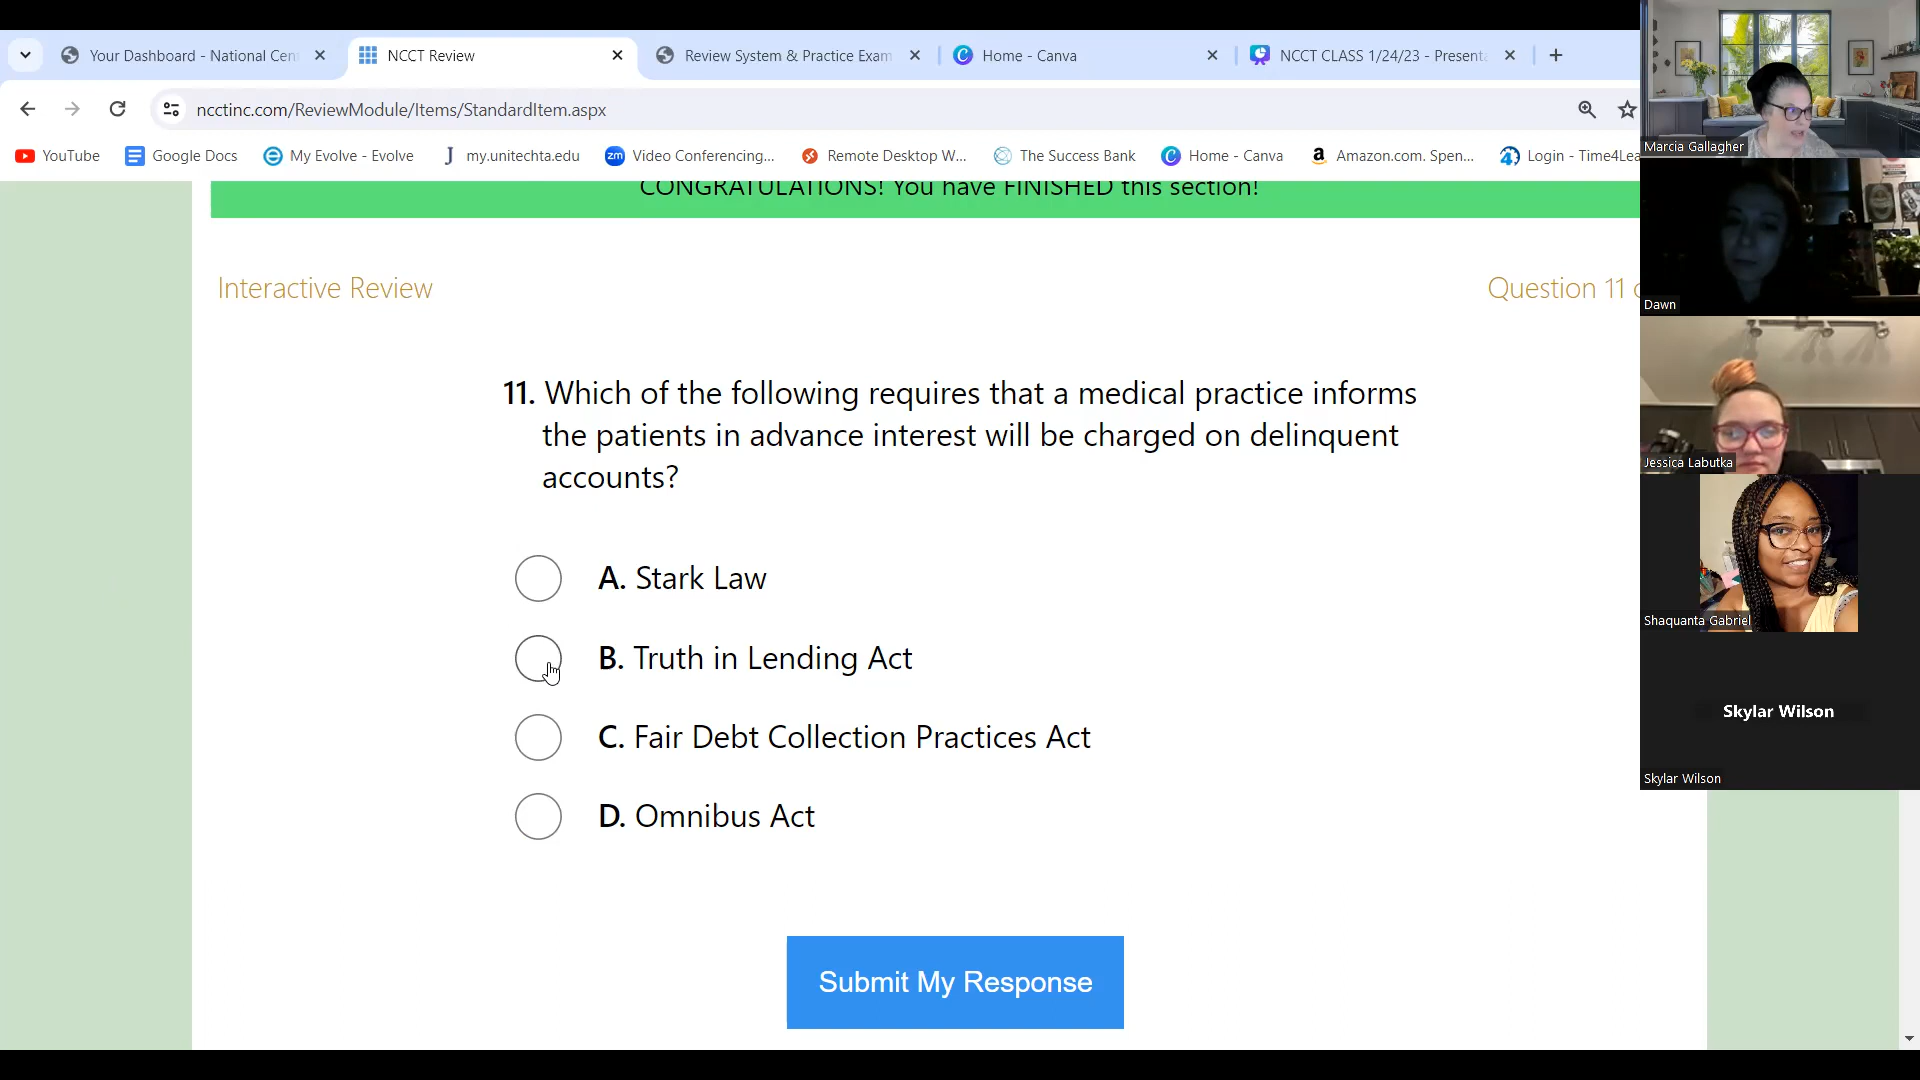 Your Dashboard - National Cen
NCCT Review
Review System & Practice Exam
Home - Canva
NCCT CLASS 1/24/23 - Presenta
ncctinc.com/ReviewModule/Items/StandardItem.aspx
YouTube
Google Docs
My Evolve - Evolve
my.unitechta.edu
zm Video Conferencing...
Remote Desktop W...
The Success Bank
Home - Canva
Amazon.com. Spen...
Login - Time4Lea
CONGRATULATIONS! You have FINISHED this section!
Interactive Review
Question 11 o
11. Which of the following requires that a medical practice informs
the patients in advance interest will be charged on delinquent
accounts?
A. Stark Law
B. Truth in Lending Act
C. Fair Debt Collection Practices Act
D. Omnibus Act
Submit My Response
Marcia Gallagher
Dawn
Jessica Labutka
Shaquanta Gabriel
Skylar Wilson
Skylar Wilson